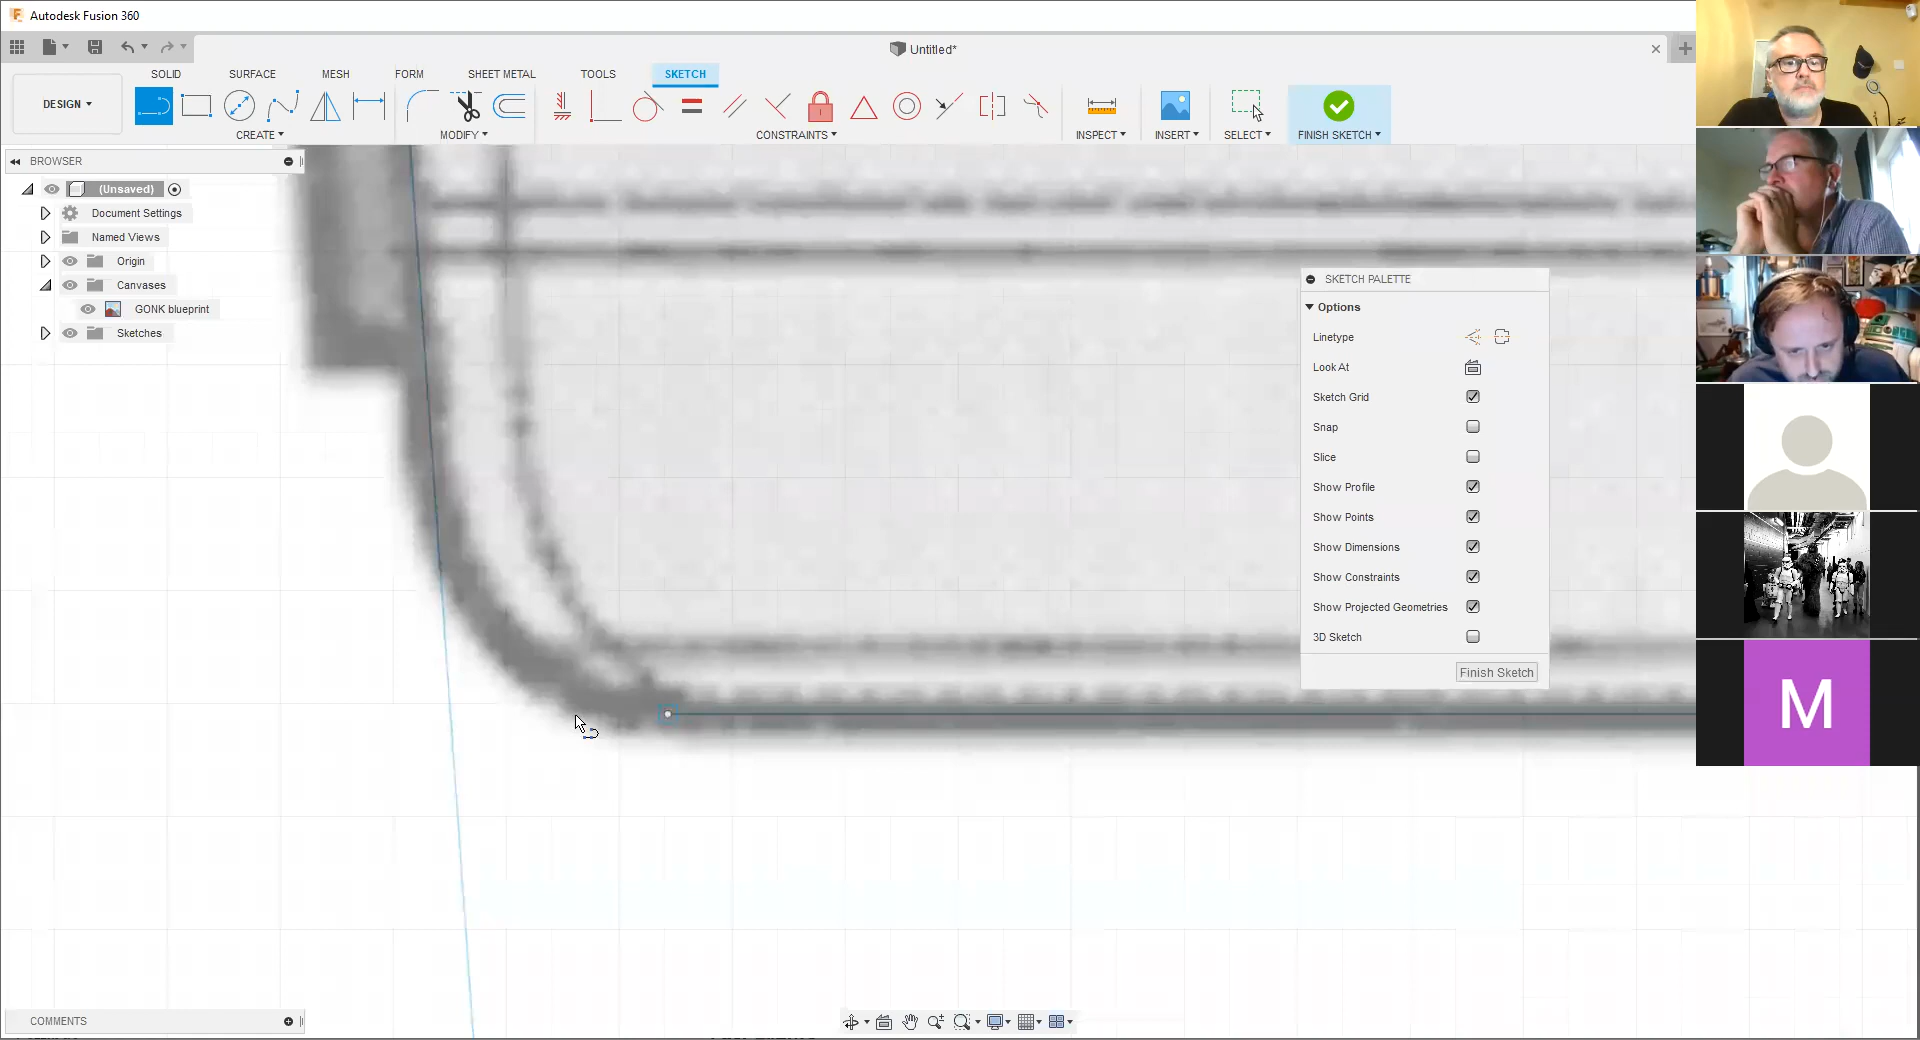 Autodesk Fusion 360
Untitled*
SOLID SURFACE MESH FORM SHEET METAL TOOLS SKETCH
DESIGN
CREATE MODIFY CONSTRAINTS INSPECT INSERT SELECT FINISH SKETCH
BROWSER
(Unsaved)
Document Settings
Named Views
Origin
Canvases
GONK blueprint
Sketches
SKETCH PALETTE
Options
Linetype
Look At
Sketch Grid
Snap
Slice
Show Profile
Show Points
Show Dimensions
Show Constraints
Show Projected Geometries
3D Sketch
Finish Sketch
M
COMMENTS